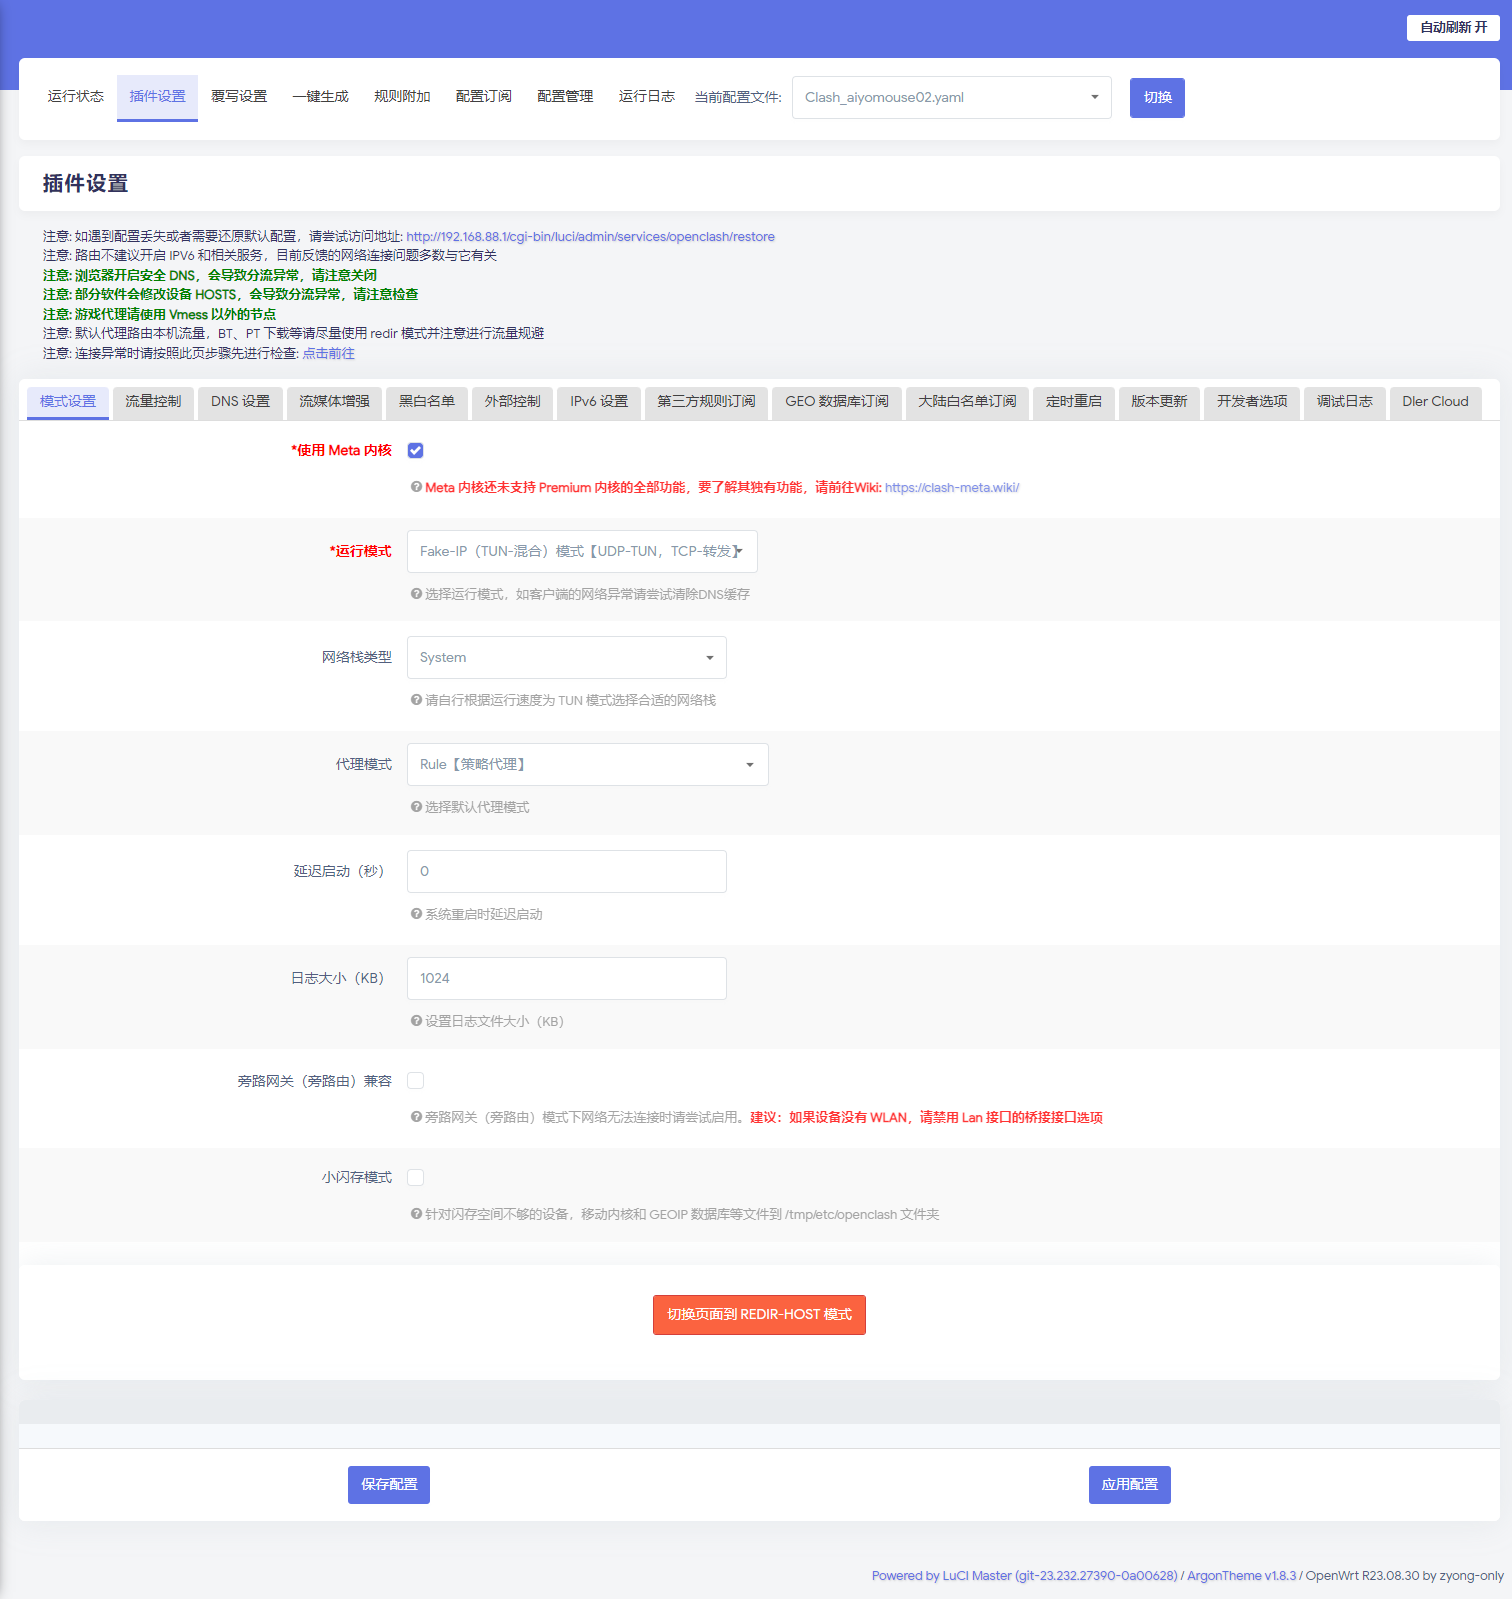 自动刷新 开
运行状态 插件设置 覆写设置 一键生成 规则附加 配置订阅 配置管理 运行日志 当前配置文件: Clash_aiyomouse02.yaml 切换
插件设置
注意: 如遇到配置丢失或者需要还原默认配置，请尝试访问地址: http://192.168.88.1/cgi-bin/luci/admin/services/openclash/restore
注意: 路由不建议开启 IPV6 和相关服务，目前反馈的网络连接问题多数与它有关
注意: 浏览器开启安全 DNS，会导致分流异常，请注意关闭
注意: 部分软件会修改设备 HOSTS，会导致分流异常，请注意检查
注意: 游戏代理请使用 Vmess 以外的节点
注意: 默认代理路由本机流量，BT、PT 下载等请尽量使用 redir 模式并注意进行流量规避
注意: 连接异常时请按照此页步骤先进行检查: 点击前往
模式设置 流量控制 DNS 设置 流媒体增强 黑白名单 外部控制 IPv6 设置 第三方规则订阅 GEO 数据库订阅 大陆白名单订阅 定时重启 版本更新 开发者选项 调试日志 Dler Cloud
*使用 Meta 内核
Meta 内核还未支持 Premium 内核的全部功能，要了解其独有功能，请前往Wiki: https://clash-meta.wiki/
*运行模式 Fake-IP（TUN-混合）模式【UDP-TUN，TCP-转发】
选择运行模式，如客户端的网络异常请尝试清除DNS缓存
网络栈类型 System
请自行根据运行速度为 TUN 模式选择合适的网络栈
代理模式 Rule【策略代理】
选择默认代理模式
延迟启动（秒） 0
系统重启时延迟启动
日志大小（KB） 1024
设置日志文件大小（KB）
旁路网关（旁路由）兼容
旁路网关（旁路由）模式下网络无法连接时请尝试启用。建议：如果设备没有 WLAN，请禁用 Lan 接口的桥接接口选项
小闪存模式
针对闪存空间不够的设备，移动内核和 GEOIP 数据库等文件到 /tmp/etc/openclash 文件夹
切换页面到 REDIR-HOST 模式
保存配置 应用配置
Powered by LuCI Master (git-23.232.27390-0a00628) / ArgonTheme v1.8.3 / OpenWrt R23.08.30 by zyong-only